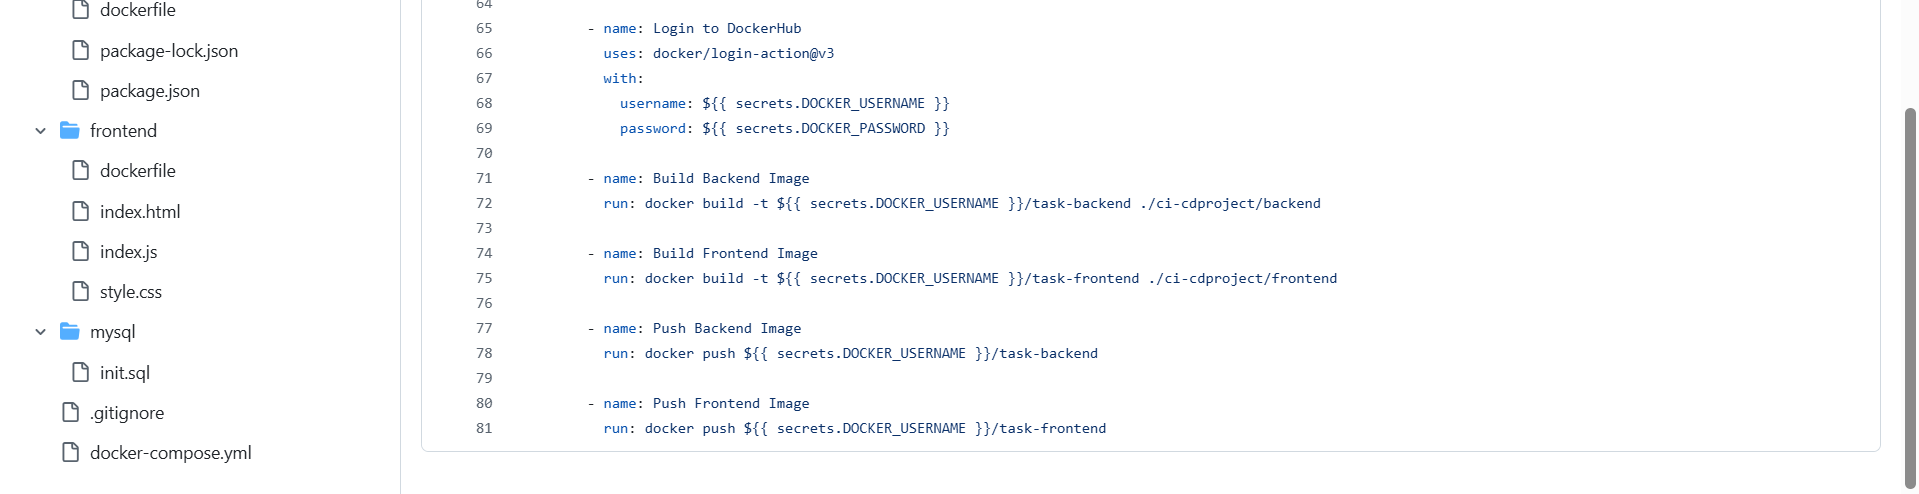 dockerfile
package-lock.json
package.json
frontend
dockerfile
index.html
index.js
style.css
mysql
init.sql
.gitignore
docker-compose.yml
64
65 - name: Login to DockerHub
66 uses: docker/login-action@v3
67 with:
68 username: ${{ secrets.DOCKER_USERNAME }}
69 password: ${{ secrets.DOCKER_PASSWORD }}
70
71 - name: Build Backend Image
72 run: docker build -t ${{ secrets.DOCKER_USERNAME }}/task-backend ./ci-cdproject/backend
73
74 - name: Build Frontend Image
75 run: docker build -t ${{ secrets.DOCKER_USERNAME }}/task-frontend ./ci-cdproject/frontend
76
77 - name: Push Backend Image
78 run: docker push ${{ secrets.DOCKER_USERNAME }}/task-backend
79
80 - name: Push Frontend Image
81 run: docker push ${{ secrets.DOCKER_USERNAME }}/task-frontend